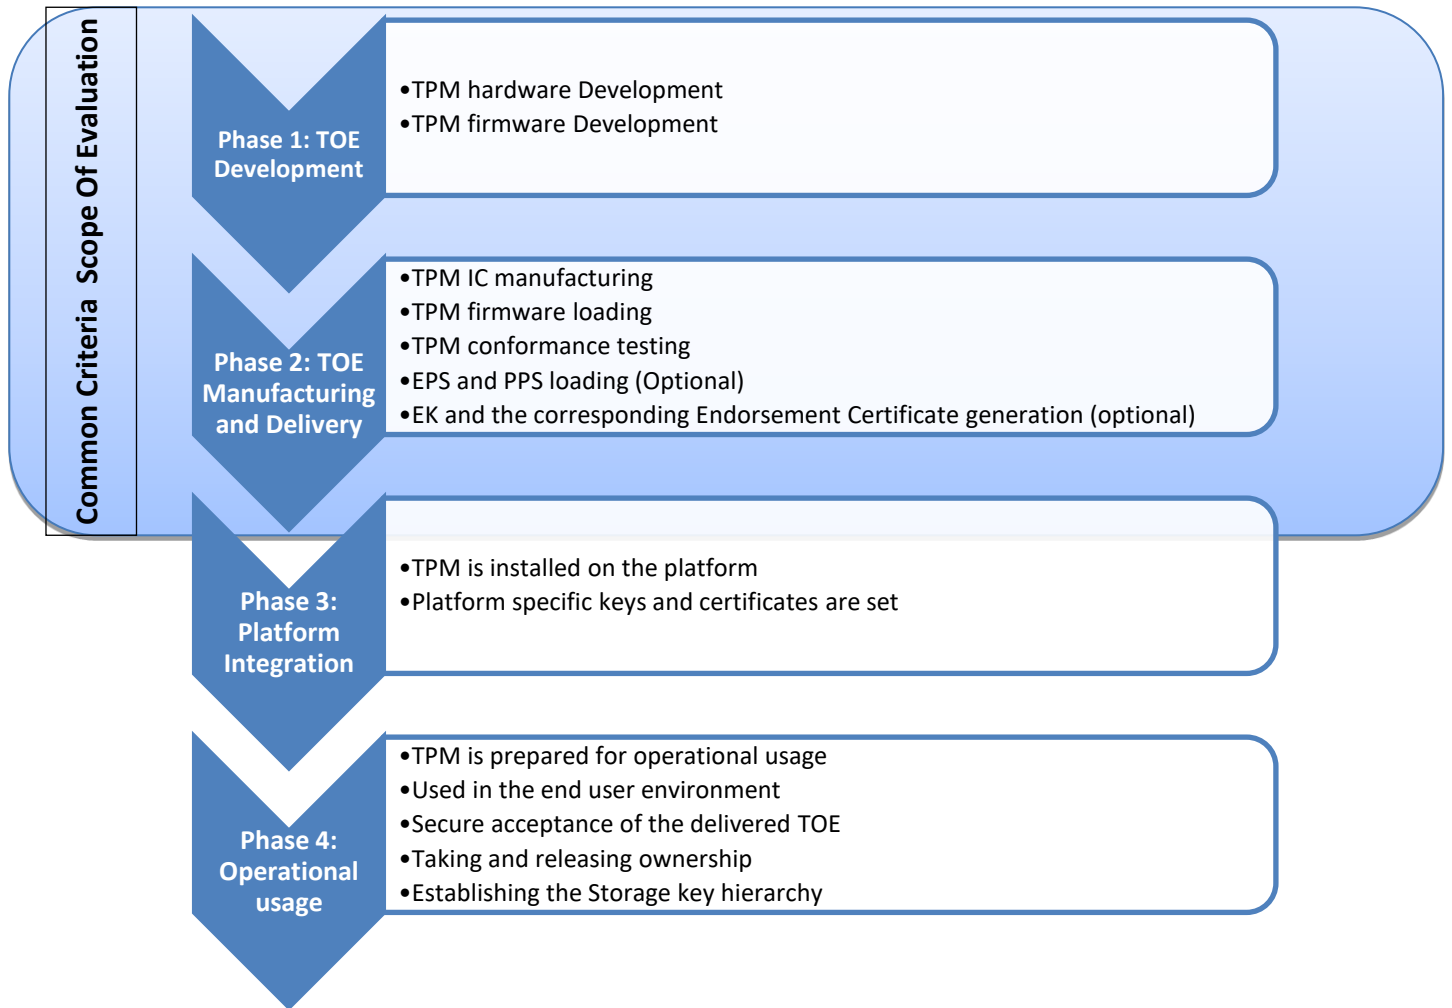 Common Criteria  Scope Of Evaluation
Phase 1: TOE
Development
•TPM hardware Development
•TPM firmware Development
Phase 2: TOE
Manufacturing
and Delivery
•TPM IC manufacturing
•TPM firmware loading
•TPM conformance testing
•EPS and PPS loading (Optional)
•EK and the corresponding Endorsement Certificate generation (optional)
Phase 3:
Platform
Integration
•TPM is installed on the platform
•Platform specific keys and certificates are set
Phase 4:
Operational
usage
•TPM is prepared for operational usage
•Used in the end user environment
•Secure acceptance of the delivered TOE
•Taking and releasing ownership
•Establishing the Storage key hierarchy